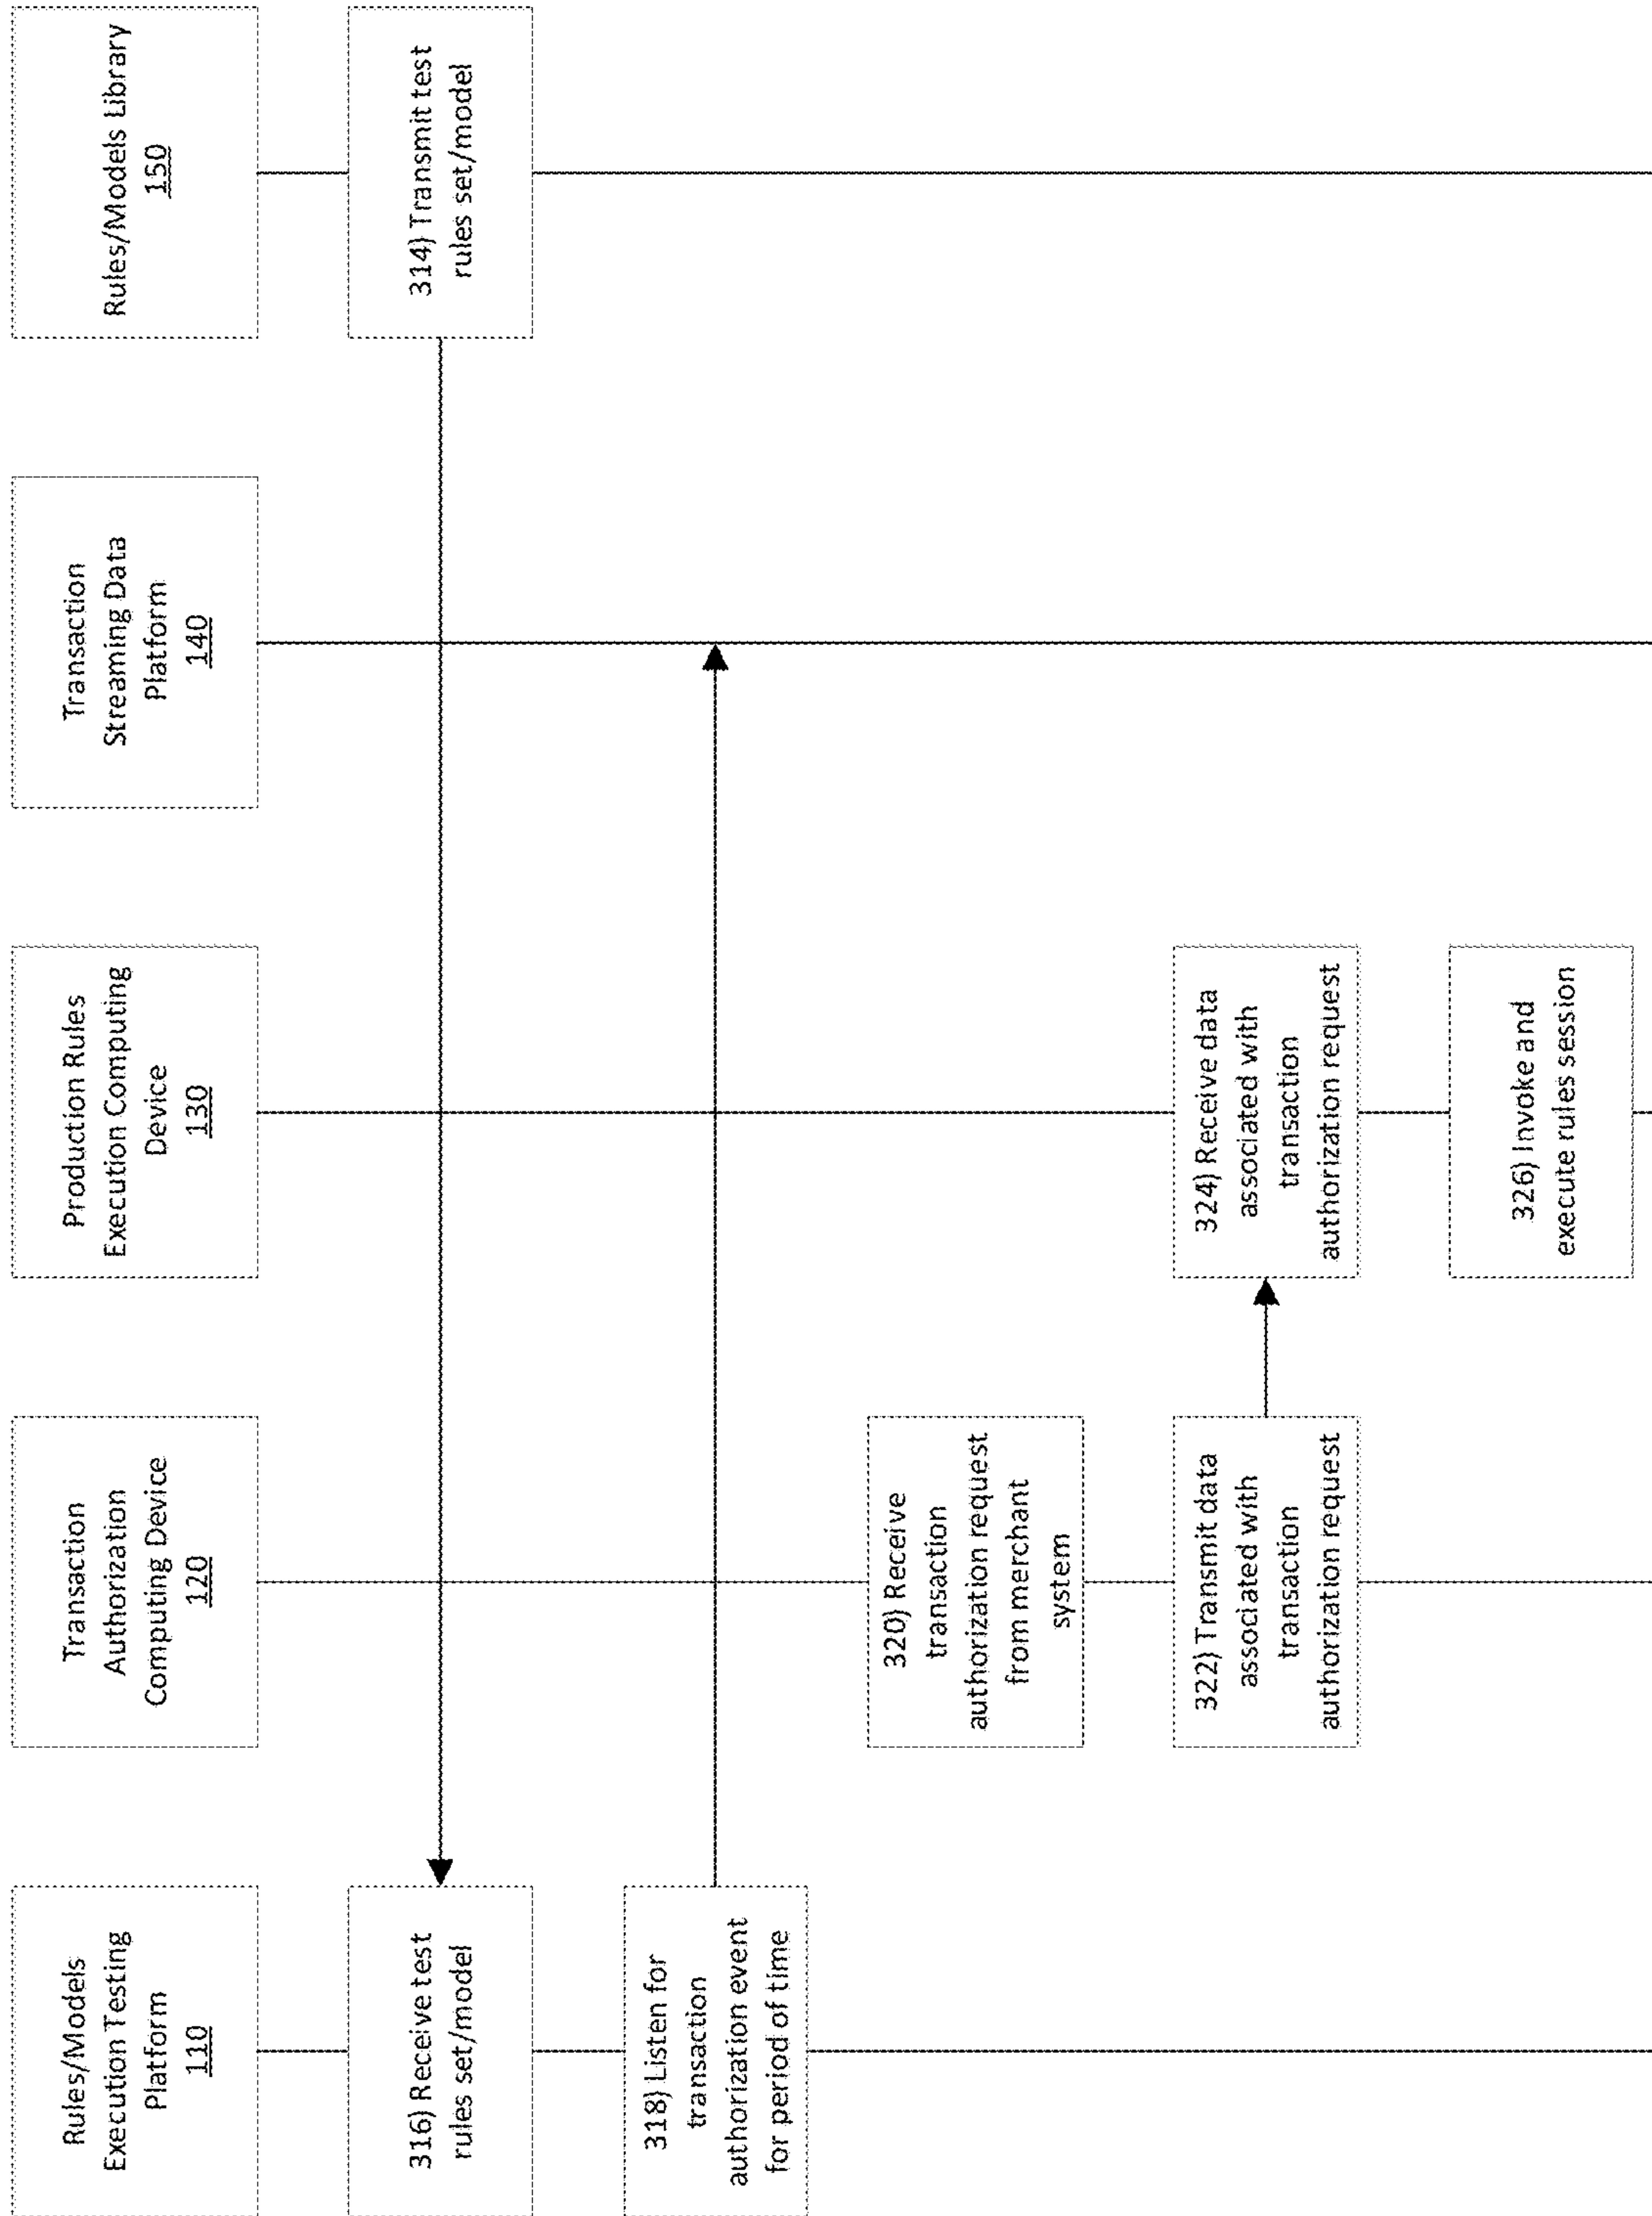 Rules/Models
Execution Testing
Platform
110
Transaction
Authorization
Computing Device
120
Production Rules
Execution Computing
Device
130
Transaction
Streaming Data
Platform
140
Rules/Models Library
150
316) Receive test
rules set/model
314) Transmit test
rules set/model
318) Listen for
transaction
authorization event
for period of time
320) Receive
transaction
authorization request
from merchant
system
322) Transmit data
associated with
transaction
authorization request
324) Receive data
associated with
transaction
authorization request
326) Invoke and
execute rules session